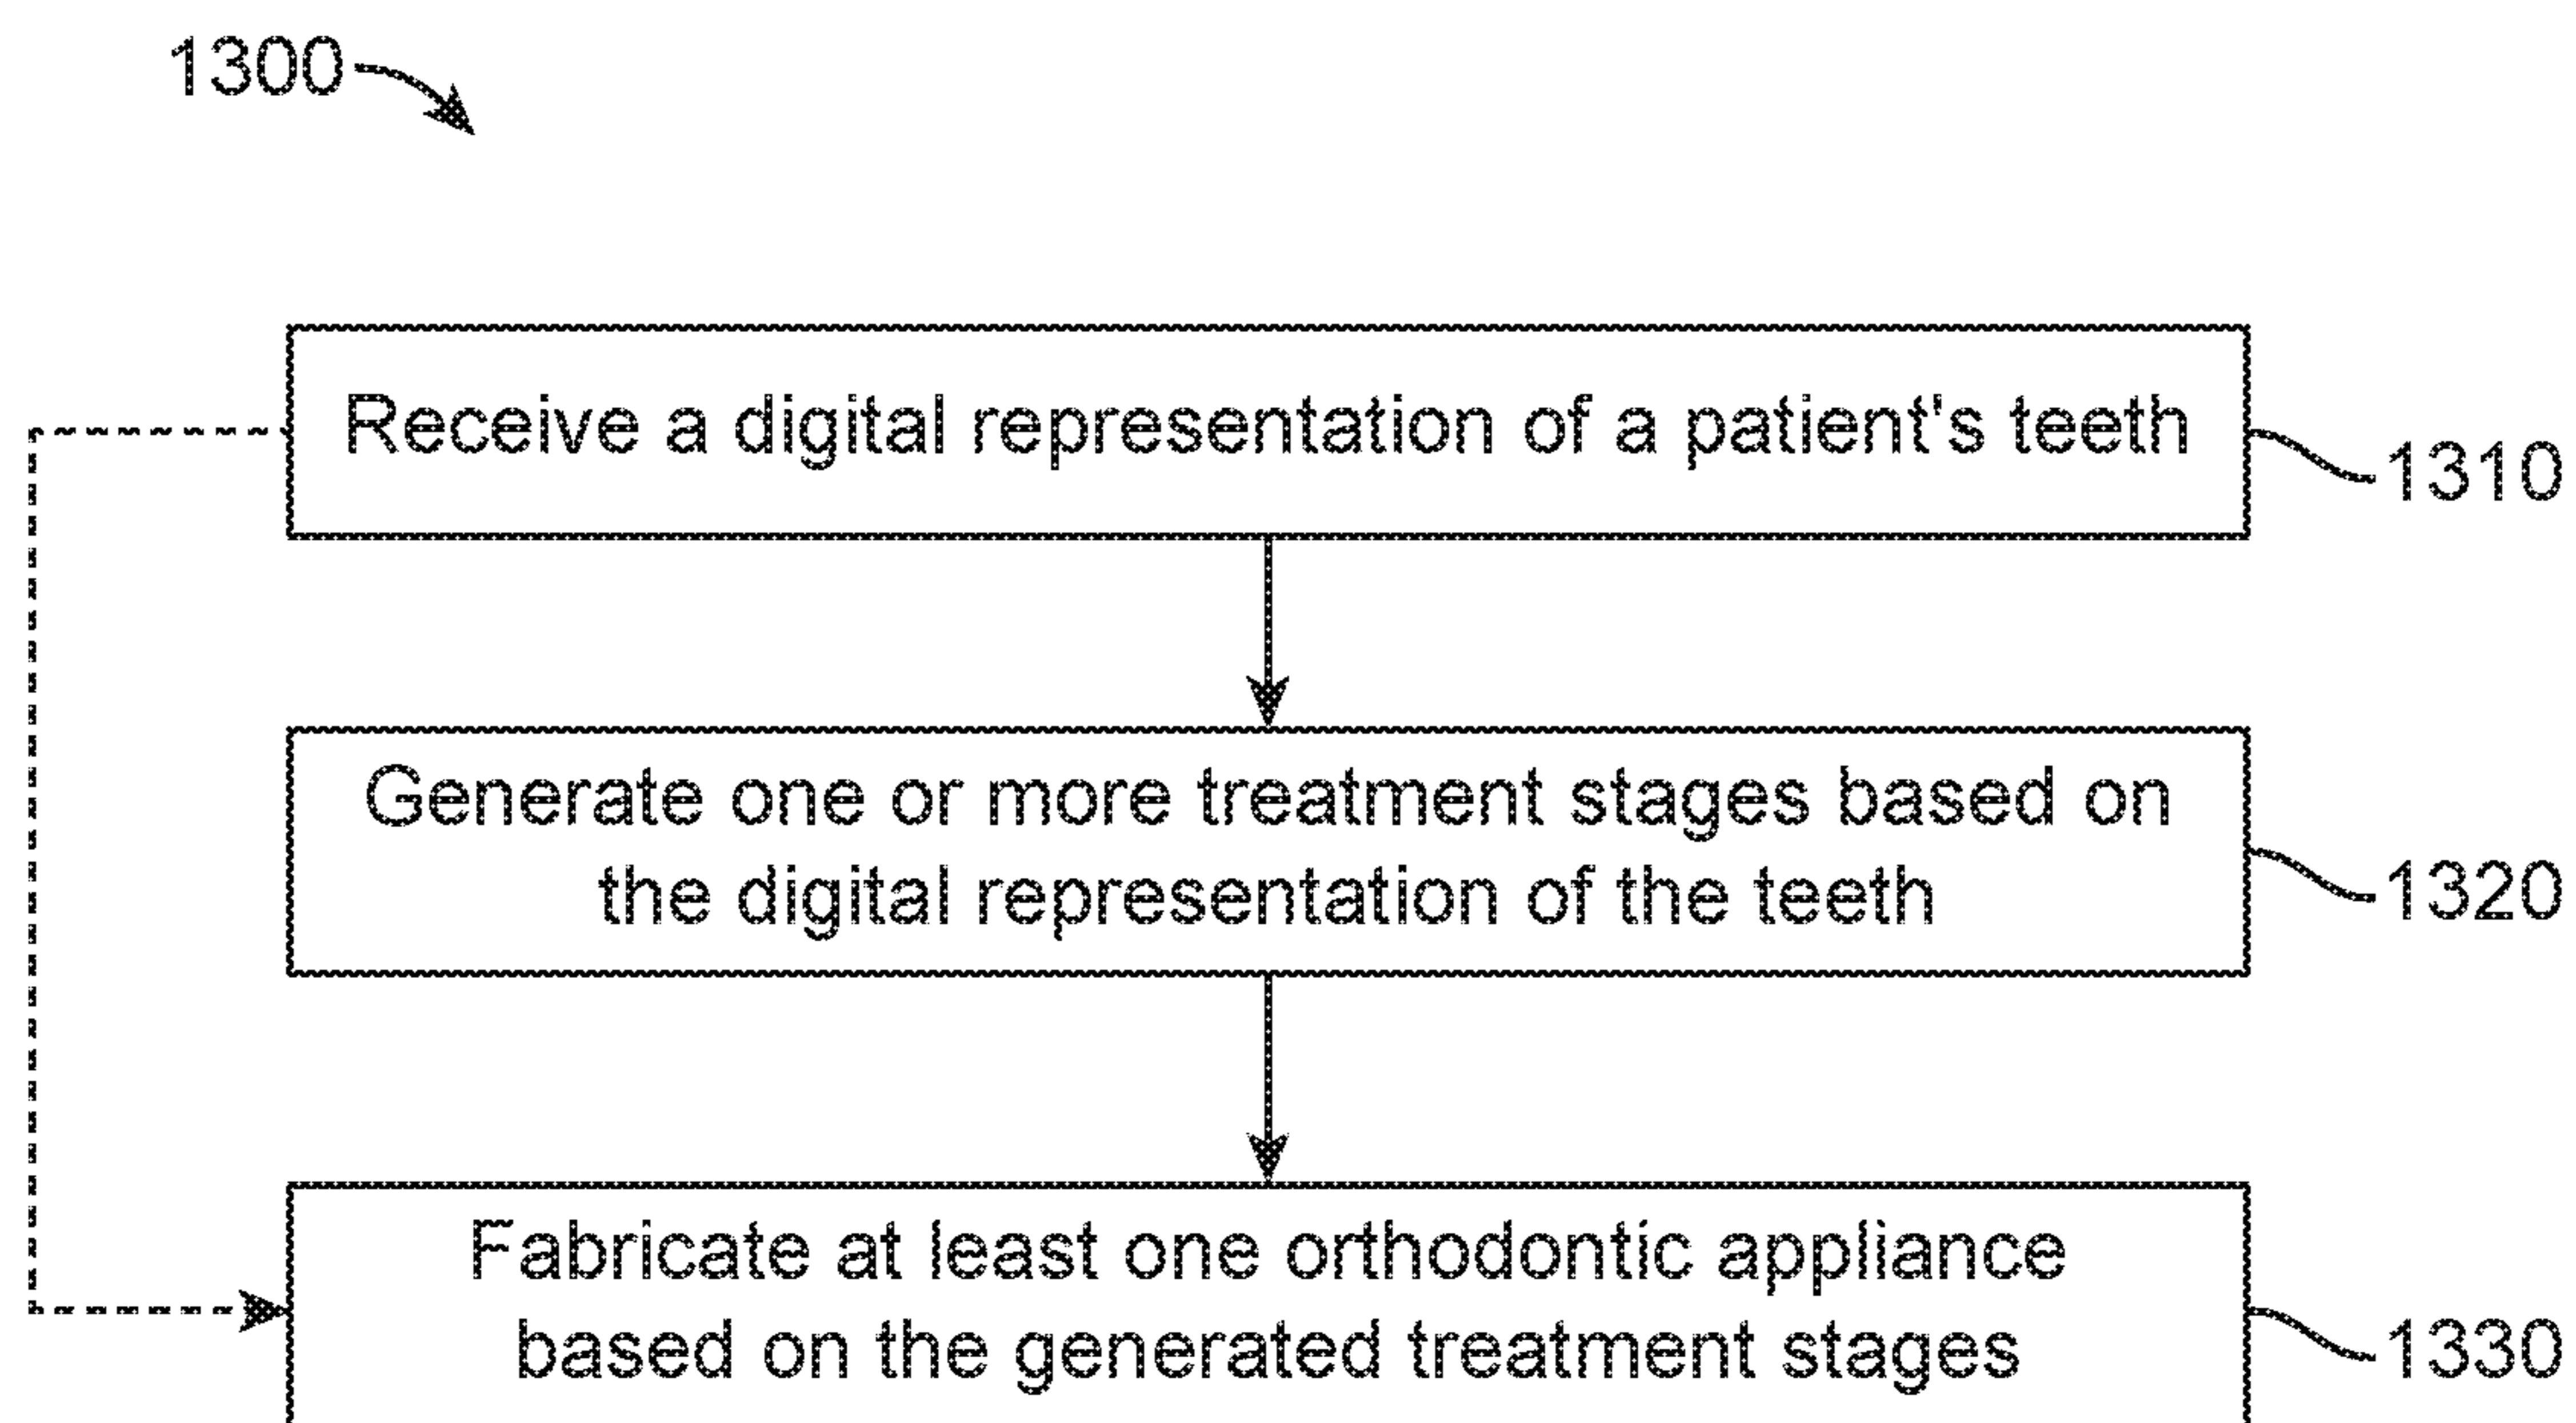 1300
Receive a digital representation of a patient's teeth
1310
Generate one or more treatment stages based on
the digital representation of the teeth
1320
Fabricate at least one orthodontic appliance
based on the generated treatment stages
1330